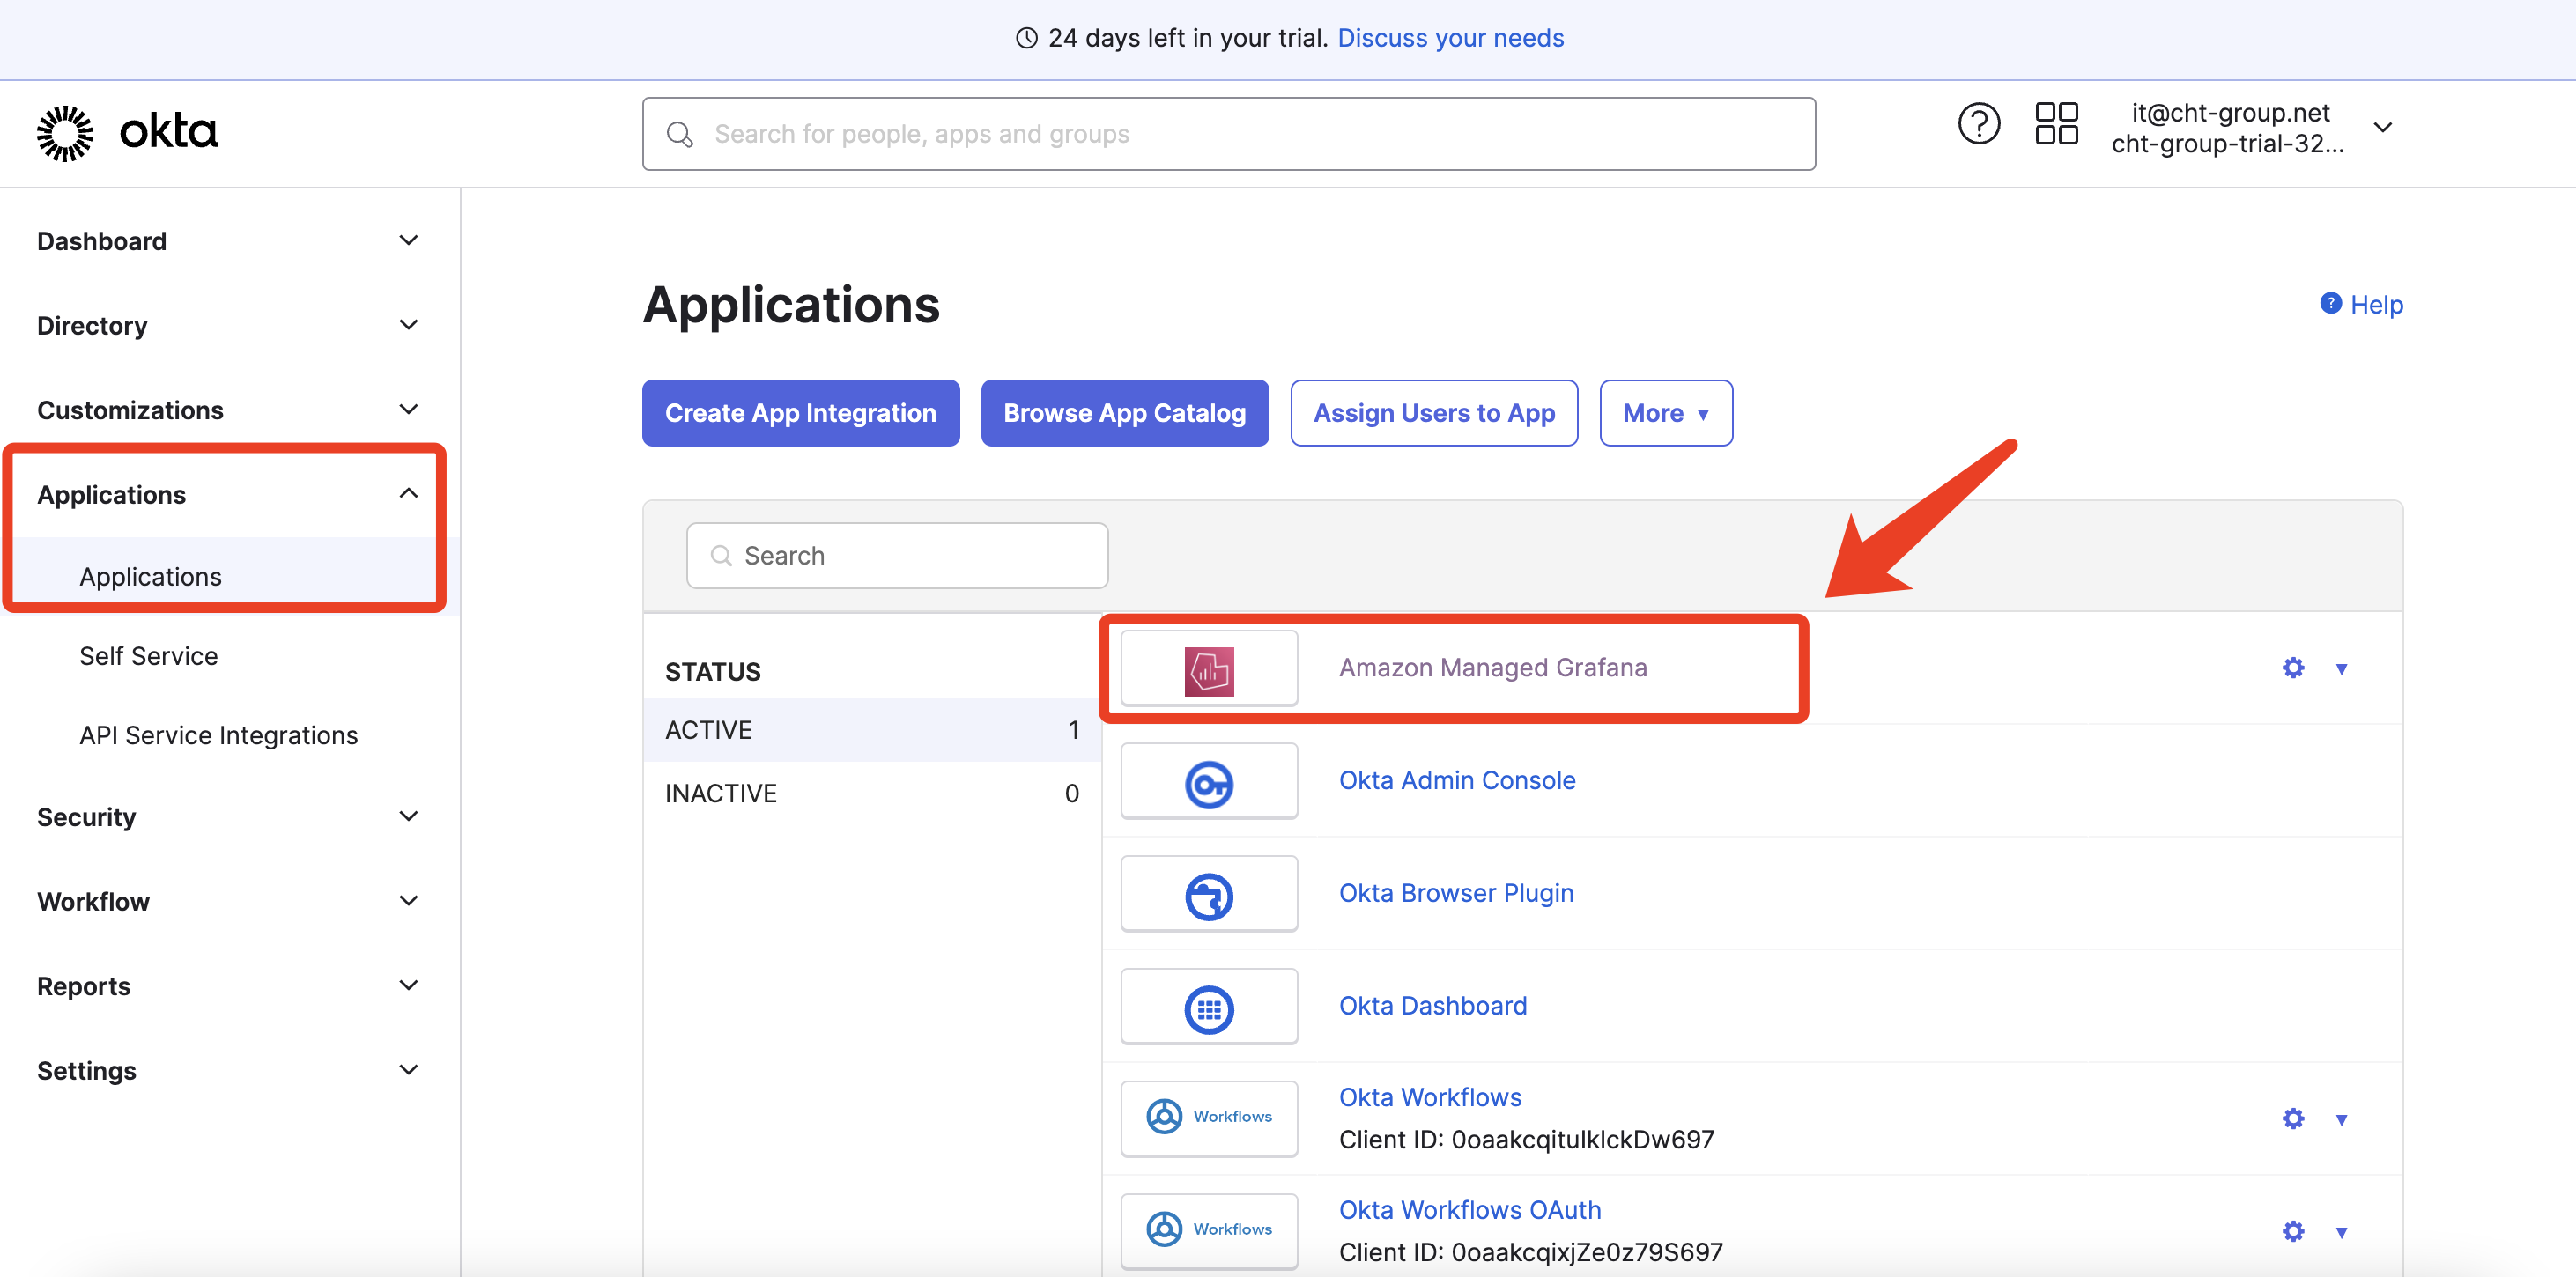 24 days left in your trial. Discuss your needs
okta
Search for people, apps and groups
it@cht-group.net
cht-group-trial-32...
Dashboard
Directory
Customizations
Applications
Applications
Self Service
API Service Integrations
Security
Workflow
Reports
Settings
Applications
Help
Create App Integration
Browse App Catalog
Assign Users to App
More
Search
STATUS
ACTIVE 1
INACTIVE 0
Amazon Managed Grafana
Okta Admin Console
Okta Browser Plugin
Okta Dashboard
Workflows
Okta Workflows
Client ID: 0oaakcqitulklckDw697
Workflows
Okta Workflows OAuth
Client ID: 0oaakcqixjZe0z79S697